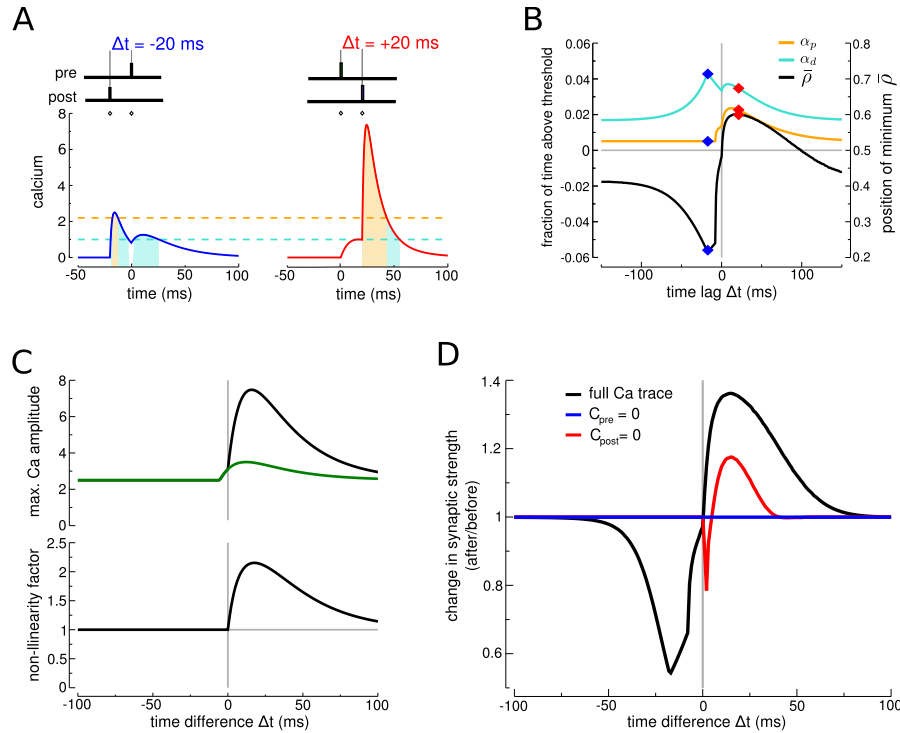 A
Δt = -20 ms
Δt = +20 ms
pre
post
calcium
8
6
4
2
0
-50 0 50 100
time (ms)
-50 0 50 100
time (ms)
B
αp
αd
ρ̅
fraction of time above threshold
0.06
0.04
0.02
0
-0.02
-0.04
-0.06
0.8
0.7
0.6
0.5
0.4
0.3
0.2
position of minimum ρ̅
-100 0 100
time lag Δt (ms)
C
max. Ca amplitude
8
6
4
2
0
non-llinearity factor
2.5
2
1.5
1
0.5
0
-100 -50 0 50 100
time difference Δt (ms)
D
full Ca trace
Cpre = 0
Cpost= 0
change in synaptic strength
(after/before)
1.4
1.2
1
0.8
0.6
-100 -50 0 50 100
time difference Δt (ms)